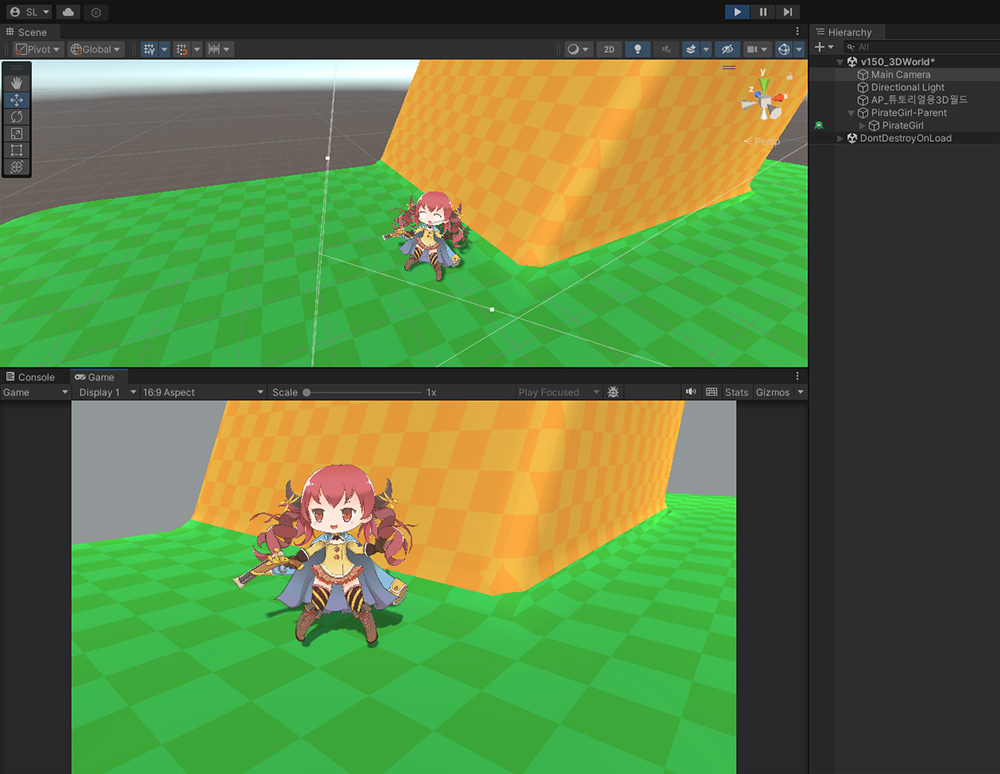 SL
Scene
Pivot
Global
2D
y
z
x
Persp
Console
Game
Game
Display 1
16:9 Aspect
Scale
1x
Play Focused
Stats
Gizmos
Hierarchy
All
v150_3DWorld*
Main Camera
Directional Light
AP_튜토리얼용3D월드
PirateGirl-Parent
PirateGirl
DontDestroyOnLoad